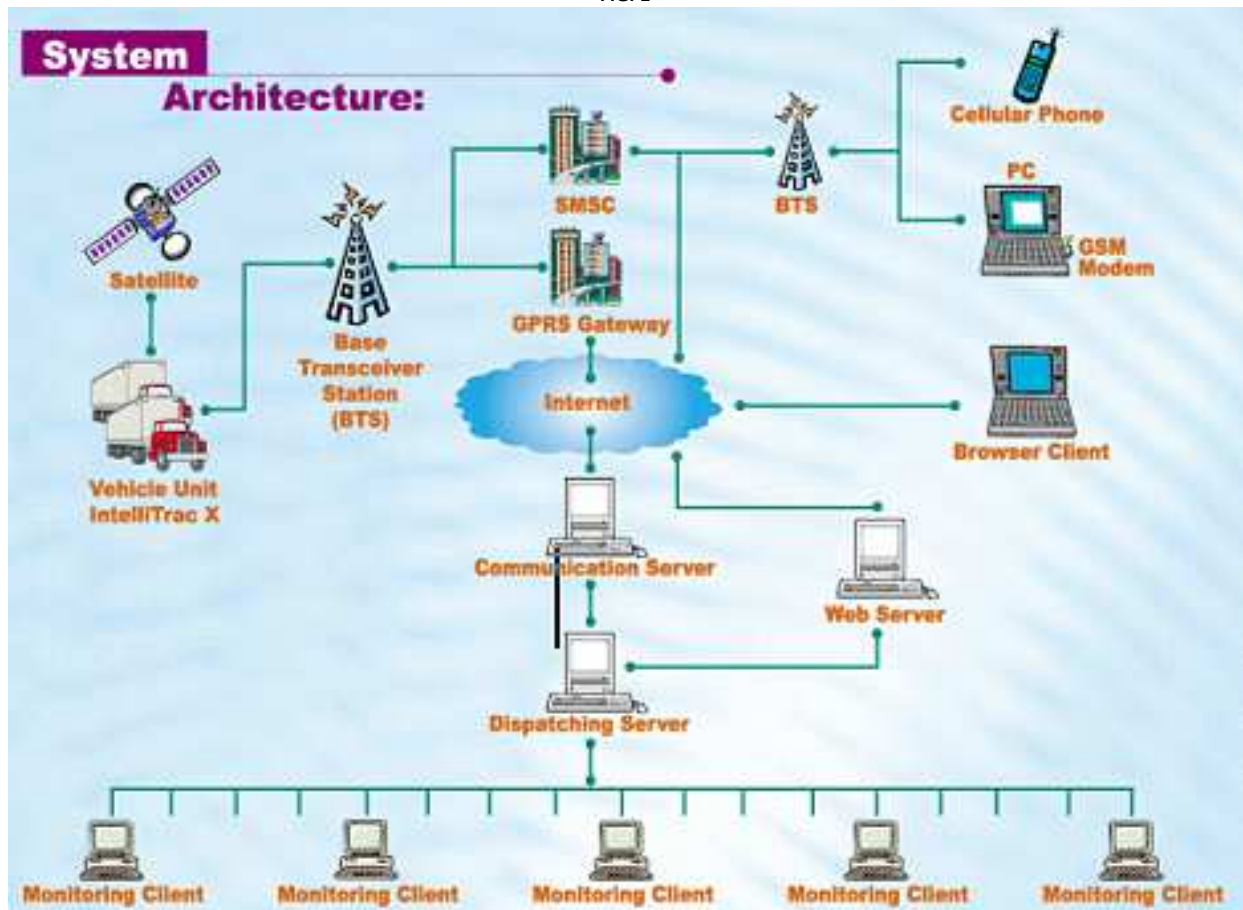 System
Architecture:
Cellular Phone
PC
GSM
Modem
SMSC
BTS
Satellite
GPRS Gateway
Base
Transceiver
Station
(BTS)
Internet
Browser Client
Vehicle Unit
IntelliTrac X
Communication Server
Web Server
Dispatching Server
Monitoring Client
Monitoring Client
Monitoring Client
Monitoring Client
Monitoring Client